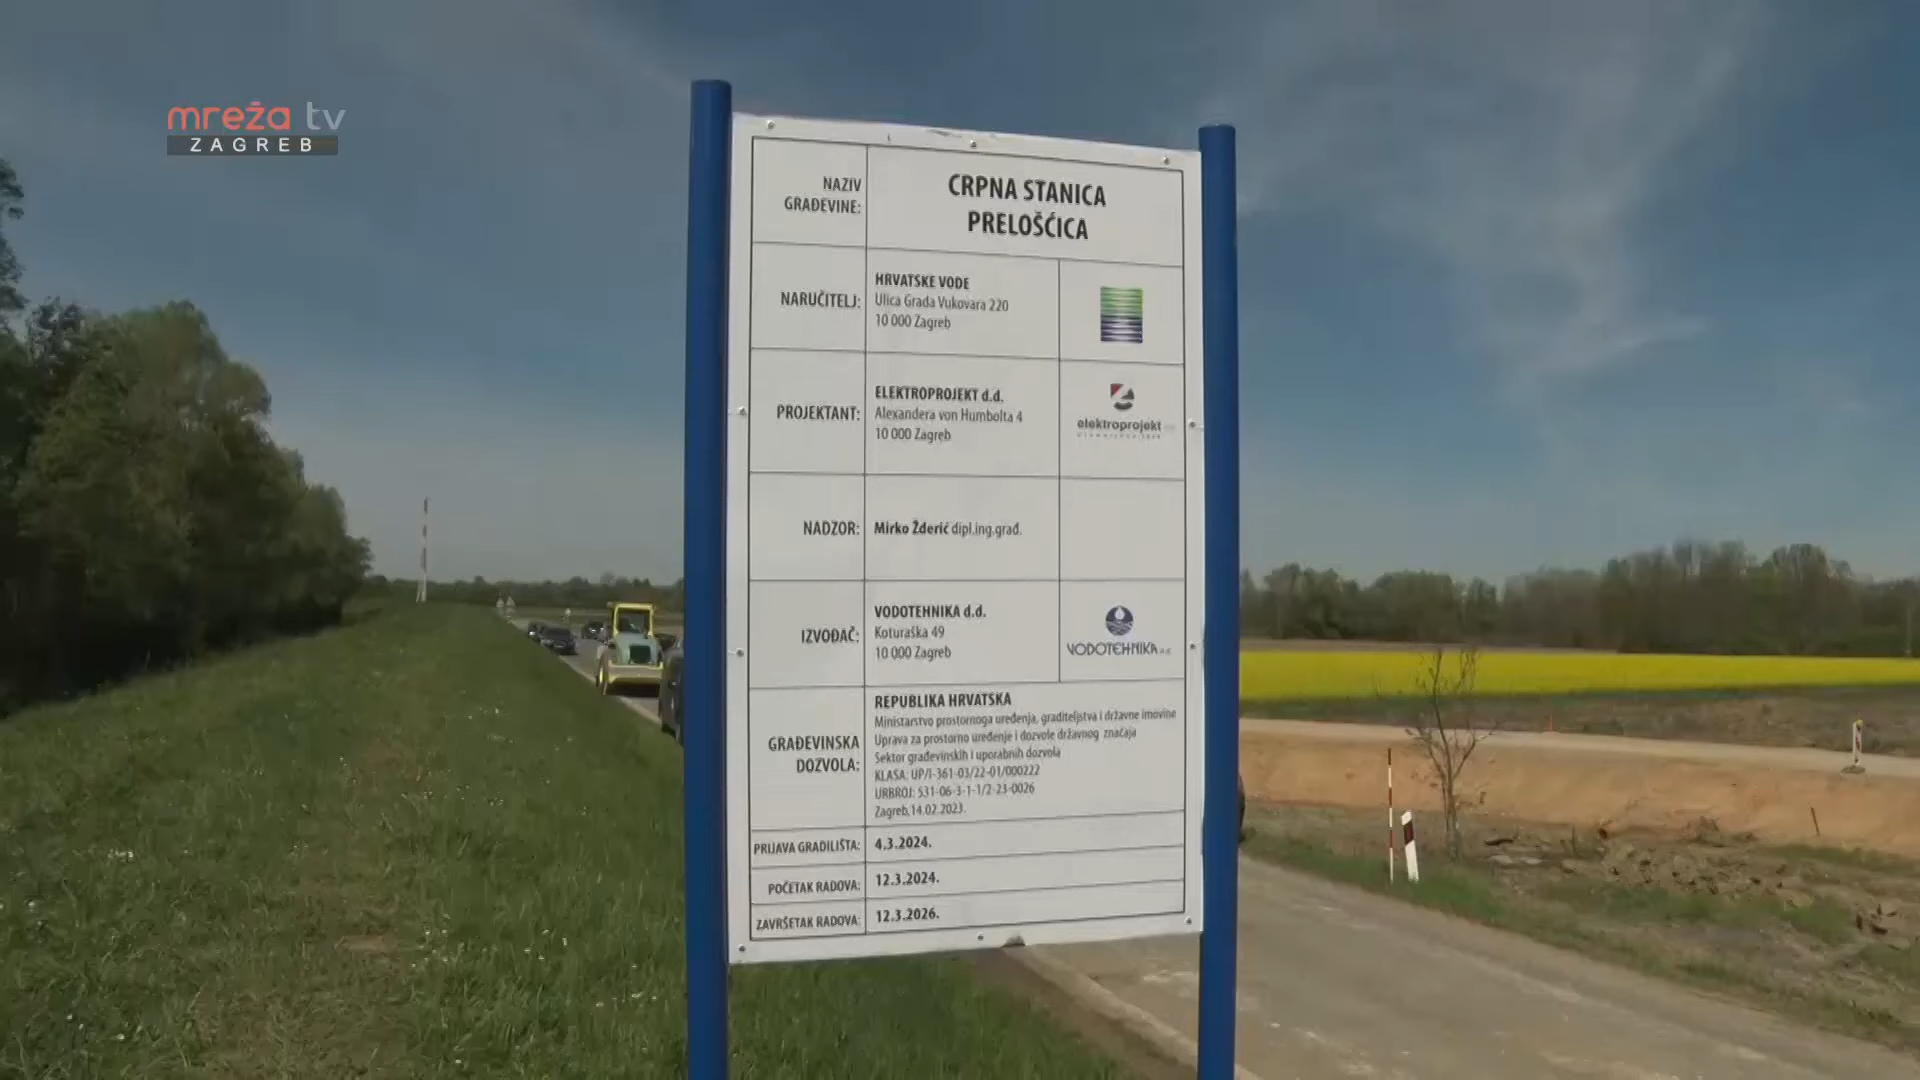 mreža tv
ZAGREB
NAZIV
GRAĐEVINE:
CRPNA STANICA
PRELOŠĆICA
NARUČITELJ:
HRVATSKE VODE
Ulica Grada Vukovara 220
10 000 Zagreb
PROJEKTANT:
ELEKTROPROJEKT d.d.
Alexandera von Humbolta 4
10 000 Zagreb
elektroprojekt
NADZOR:
Mirko Žderić dipl.ing.građ.
IZVOĐAČ:
VODOTEHNIKA d.d.
Koturaška 49
10 000 Zagreb
VODOTEHNIKA d.d.
GRAĐEVINSKA
DOZVOLA:
REPUBLIKA HRVATSKA
Ministarstvo prostornoga uređenja, graditeljstva i državne imovine
Uprava za prostorno uređenje i dozvole državnog značaja
Sektor građevinskih i uporabnih dozvola
KLASA: UP/I-361-03/22-01/000222
URBROJ: 531-06-3-1-1/2-23-0026
Zagreb,14.02.2023.
PRIJAVA GRADILIŠTA:
4.3.2024.
POČETAK RADOVA:
12.3.2024.
ZAVRŠETAK RADOVA:
12.3.2026.